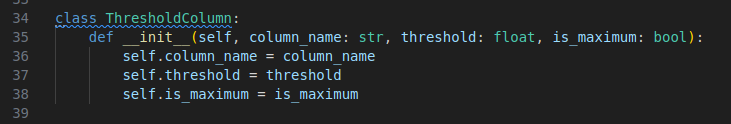 34 class ThresholdColumn:
35     def __init__(self, column_name: str, threshold: float, is_maximum: bool):
36         self.column_name = column_name
37         self.threshold = threshold
38         self.is_maximum = is_maximum
39